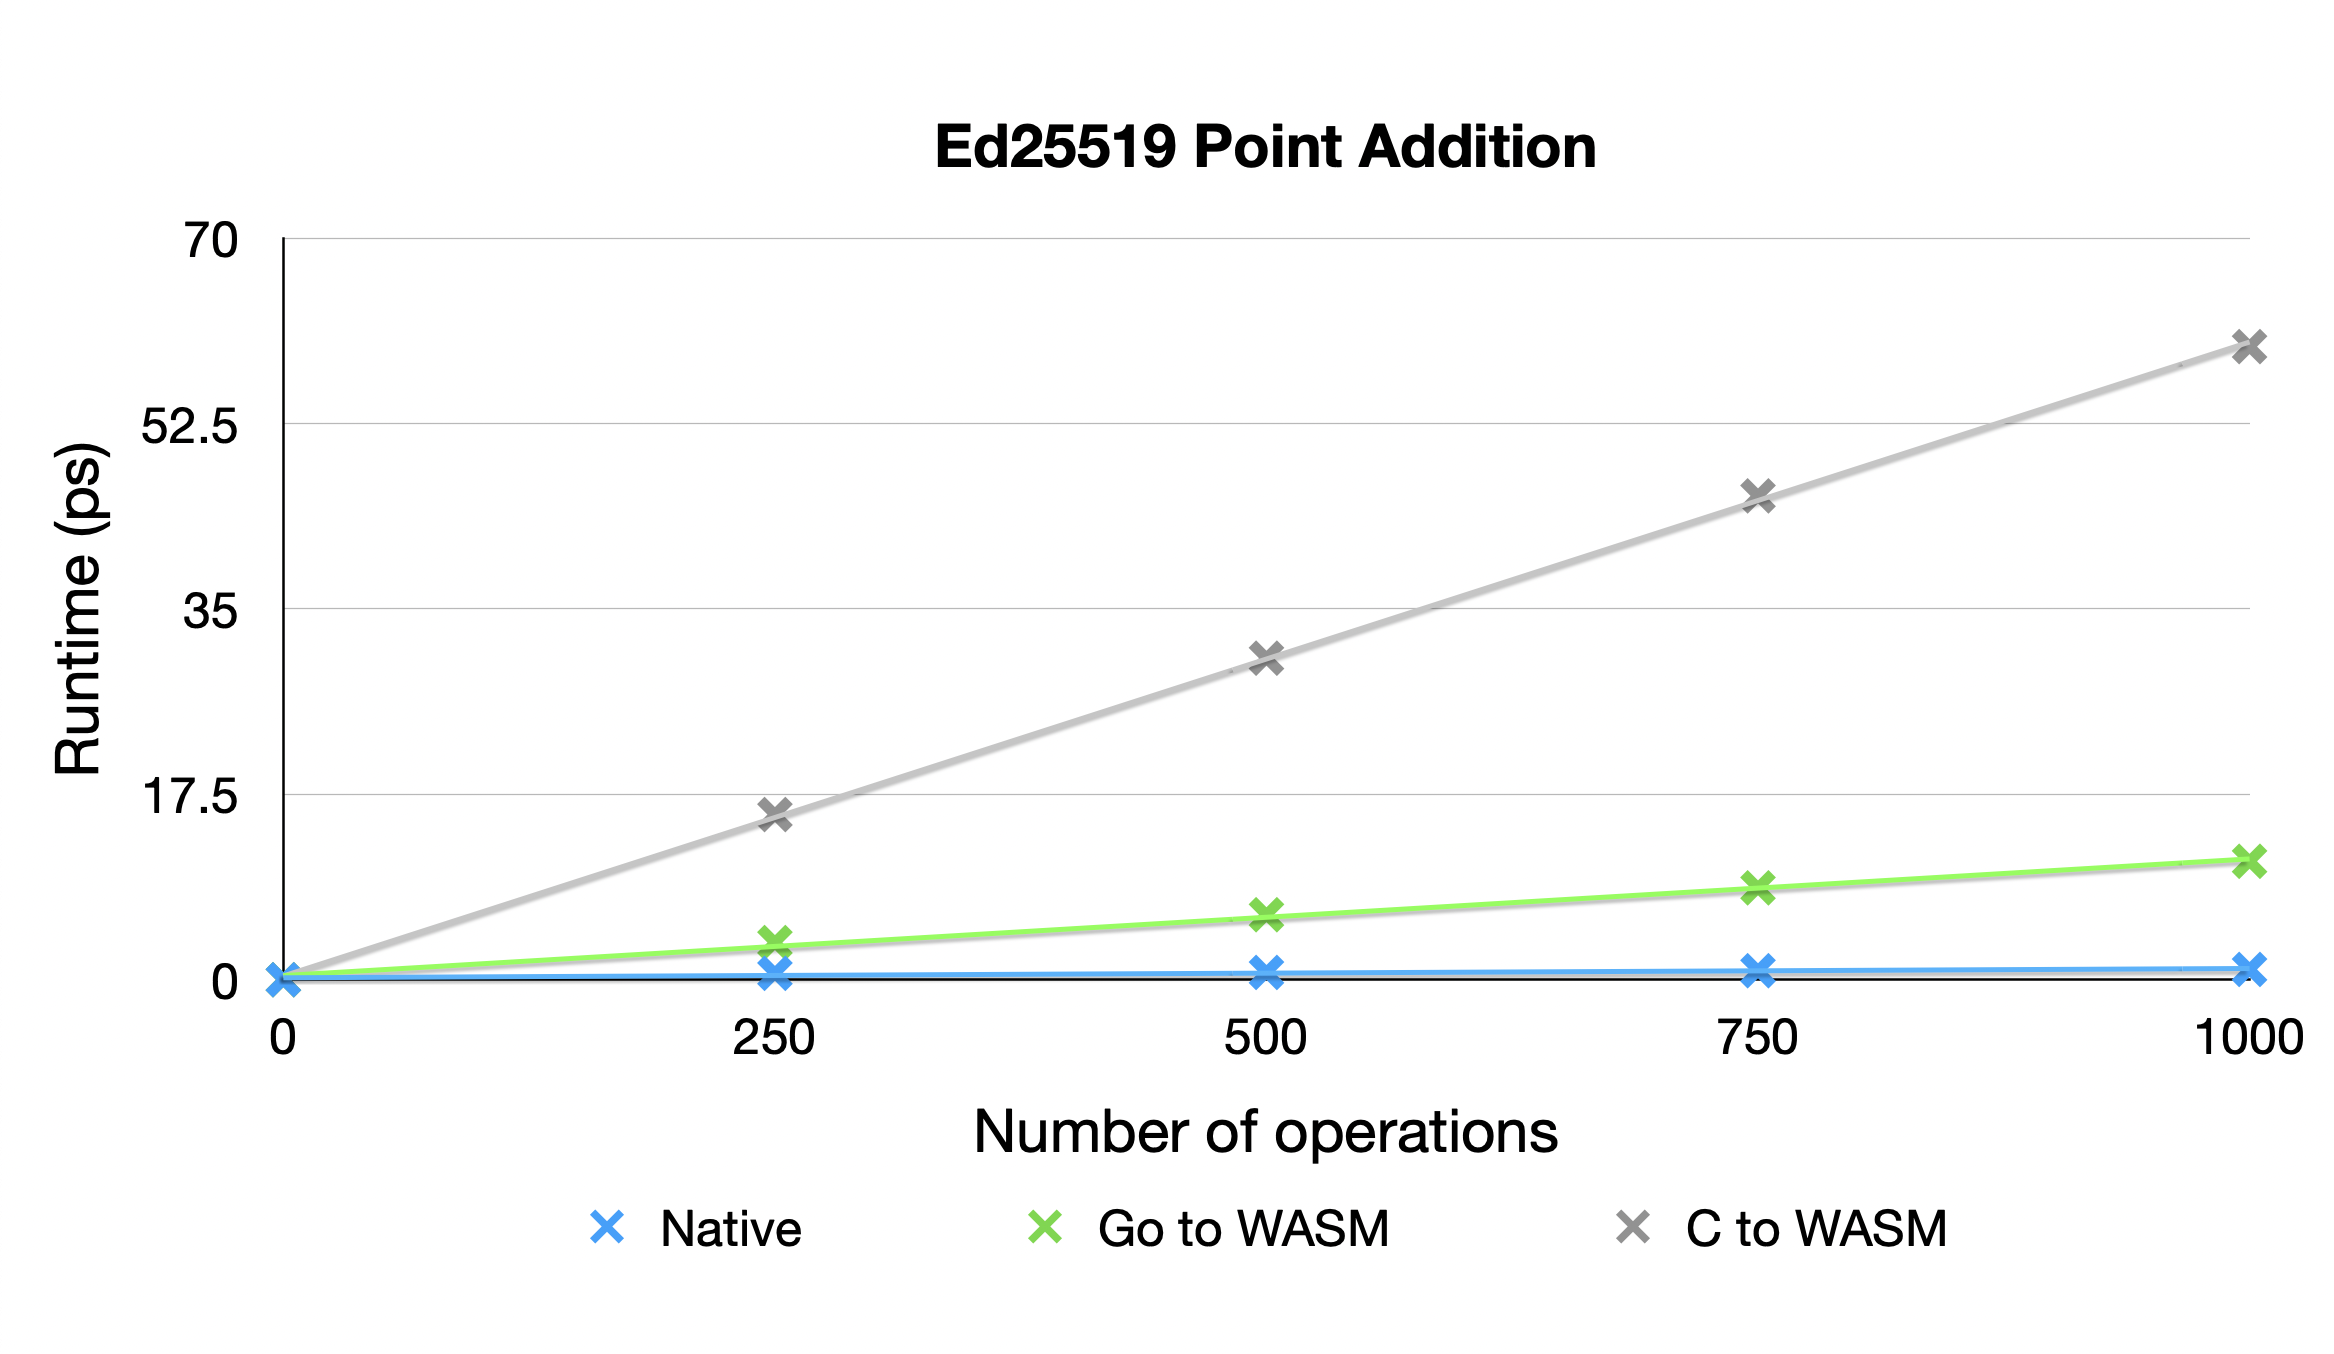 Ed25519 Point Addition
70
52.5
35
17.5
0
Runtime (ps)
0 250 500 750 1000
Number of operations
Native Go to WASM C to WASM